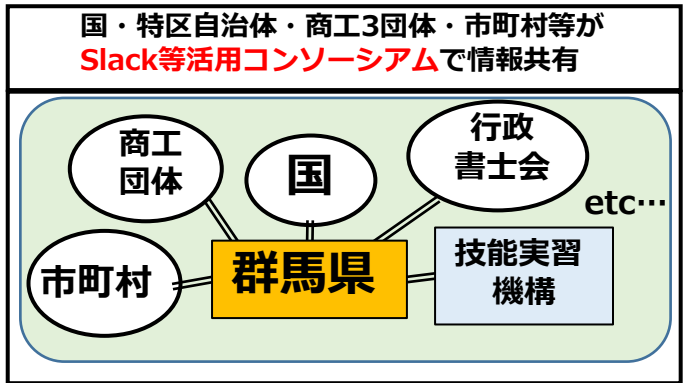 国・特区自治体・商工3団体・市町村等が
Slack等活用コンソーシアムで情報共有
商工
団体
国
行政
書士会
etc…
市町村
群馬県
技能実習
機構